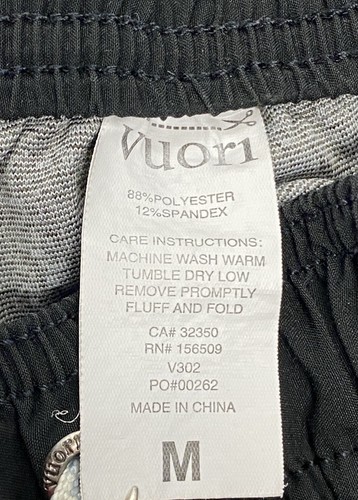 Vuori
88%POLYESTER
12%SPANDEX
CARE INSTRUCTIONS:
MACHINE WASH WARM
TUMBLE DRY LOW
REMOVE PROMPTLY
FLUFF AND FOLD
CA# 32350
RN# 156509
V302
PO#00262
MADE IN CHINA
M
vuori